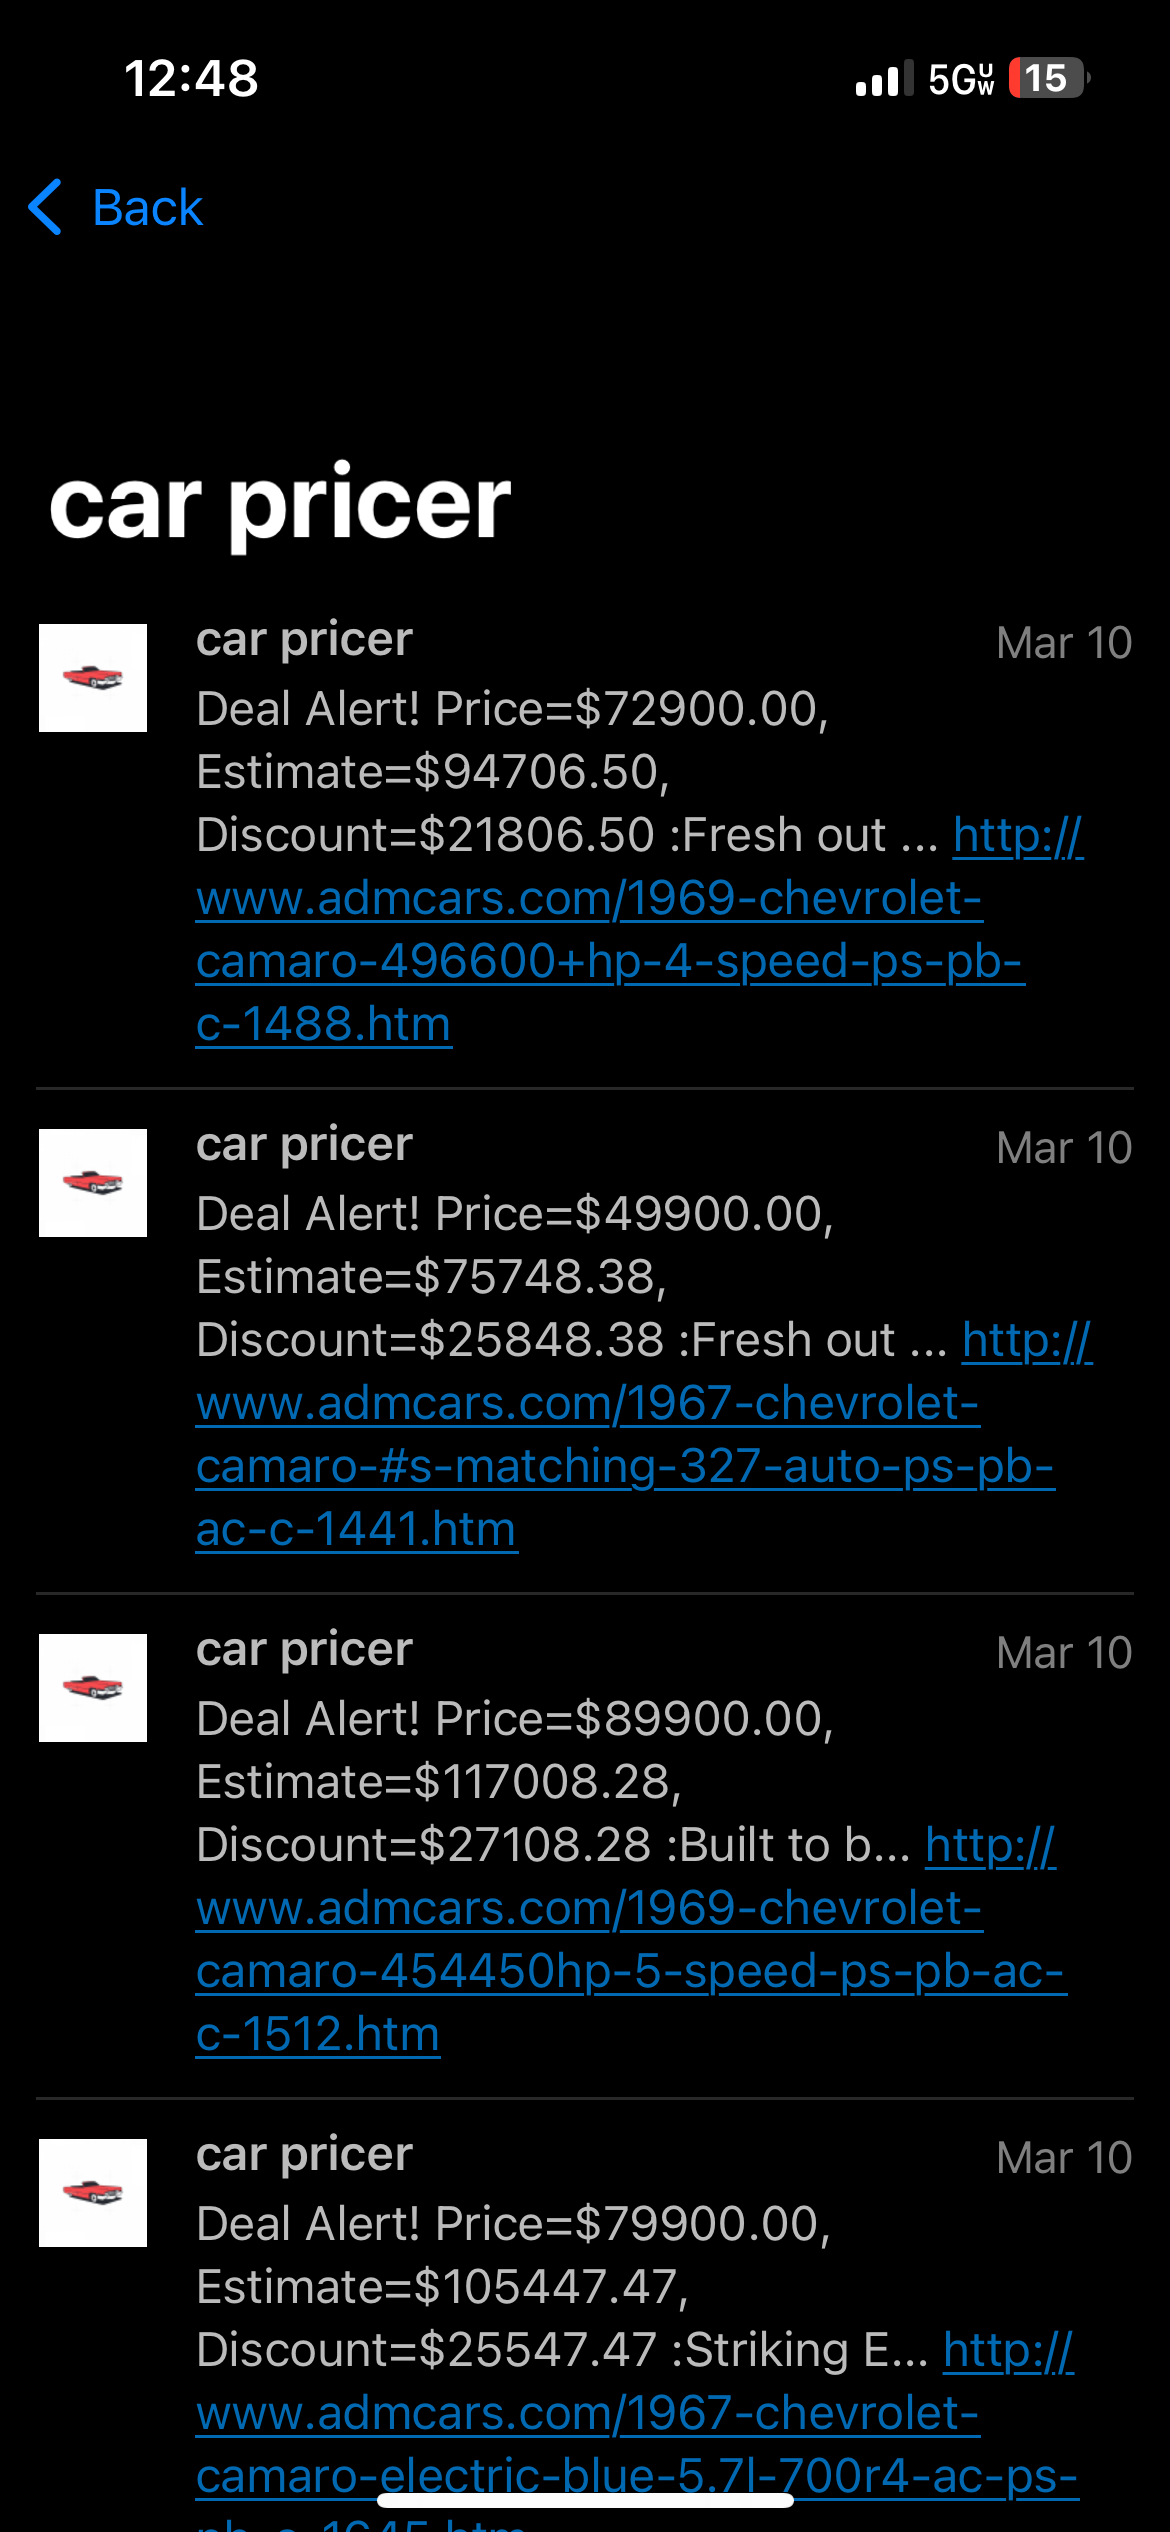 12:48
5GUW 15
Back
car pricer
car pricer Mar 10
Deal Alert! Price=$72900.00,
Estimate=$94706.50,
Discount=$21806.50 :Fresh out ... http://
www.admcars.com/1969-chevrolet-
camaro-496600+hp-4-speed-ps-pb-
c-1488.htm
car pricer Mar 10
Deal Alert! Price=$49900.00,
Estimate=$75748.38,
Discount=$25848.38 :Fresh out ... http://
www.admcars.com/1967-chevrolet-
camaro-#s-matching-327-auto-ps-pb-
ac-c-1441.htm
car pricer Mar 10
Deal Alert! Price=$89900.00,
Estimate=$117008.28,
Discount=$27108.28 :Built to b... http://
www.admcars.com/1969-chevrolet-
camaro-454450hp-5-speed-ps-pb-ac-
c-1512.htm
car pricer Mar 10
Deal Alert! Price=$79900.00,
Estimate=$105447.47,
Discount=$25547.47 :Striking E... http://
www.admcars.com/1967-chevrolet-
camaro-electric-blue-5.7l-700r4-ac-ps-
pb-c-1645.htm